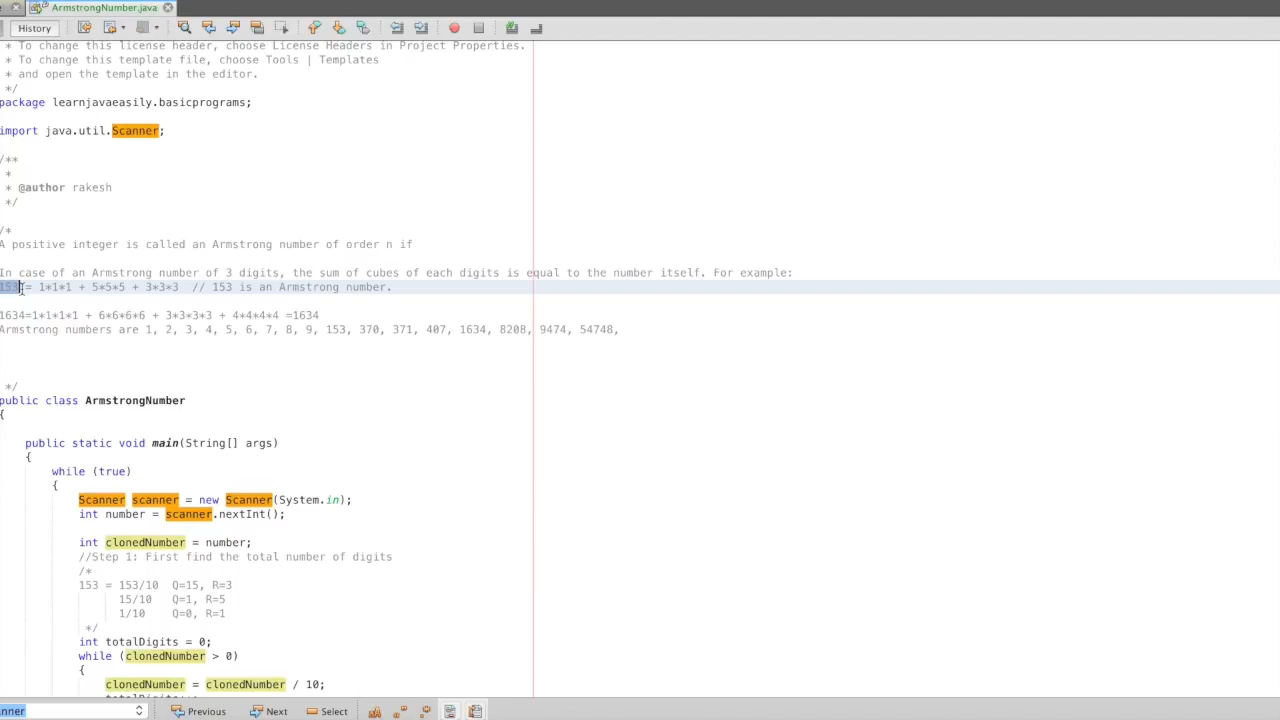 ArmstrongNumber.java
History
* To change this license header, choose License Headers in Project Properties.
* To change this template file, choose Tools | Templates
* and open the template in the editor.
*/
package learnjavaeasily.basicprograms;
import java.util.Scanner;
/**
*
* @author rakesh
*/
/*
A positive integer is called an Armstrong number of order n if
In case of an Armstrong number of 3 digits, the sum of cubes of each digits is equal to the number itself. For example:
153 = 1*1*1 + 5*5*5 + 3*3*3 // 153 is an Armstrong number.
1634=1*1*1*1 + 6*6*6*6 + 3*3*3*3 + 4*4*4*4 =1634
Armstrong numbers are 1, 2, 3, 4, 5, 6, 7, 8, 9, 153, 370, 371, 407, 1634, 8208, 9474, 54748,
*/
public class ArmstrongNumber
{
public static void main(String[] args)
{
while (true)
{
Scanner scanner = new Scanner(System.in);
int number = scanner.nextInt();
int clonedNumber = number;
//Step 1: First find the total number of digits
/*
153 = 153/10 Q=15, R=3
15/10 Q=1, R=5
1/10 Q=0, R=1
*/
int totalDigits = 0;
while (clonedNumber > 0)
{
clonedNumber = clonedNumber / 10;
nner Previous Next Select